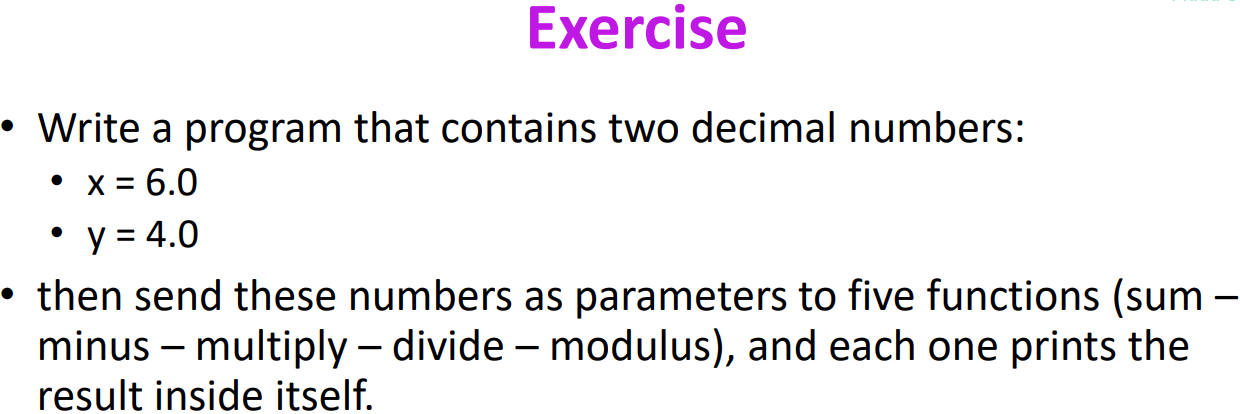 Exercise
• Write a program that contains two decimal numbers:
• x = 6.0
• y = 4.0
• then send these numbers as parameters to five functions (sum –
minus – multiply – divide – modulus), and each one prints the
result inside itself.